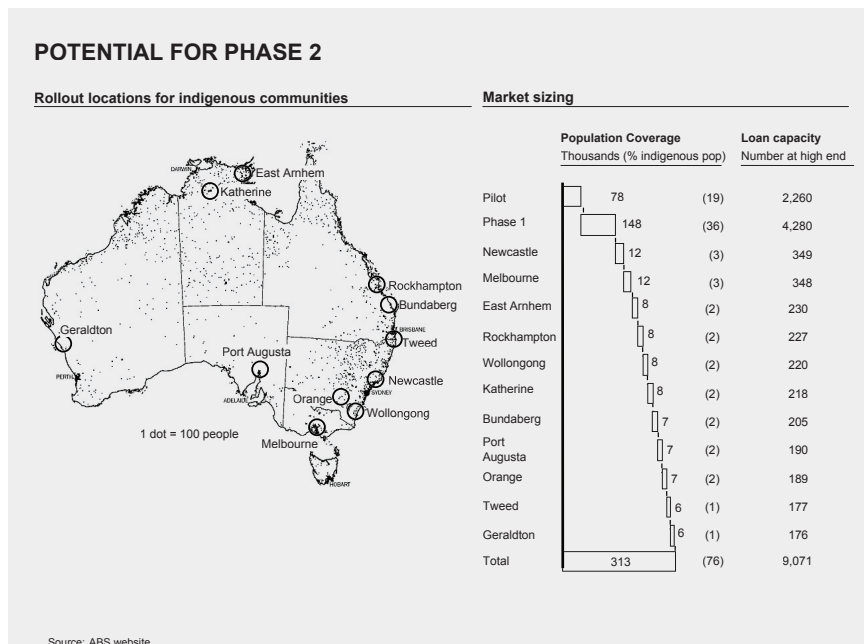 POTENTIAL FOR PHASE 2
Rollout locations for indigenous communities
DARWIN
East Arnhem
Katherine
Rockhampton
Bundaberg
Geraldton
BRISBANE
Tweed
Port Augusta
PERTH
Newcastle
SYDNEY
ADELAIDE
Orange
Wollongong
1 dot = 100 people
Melbourne
HOBART
Market sizing
Population Coverage Loan capacity
Thousands (% indigenous pop) Number at high end
Pilot 78 (19) 2,260
Phase 1 148 (36) 4,280
Newcastle 12 (3) 349
Melbourne 12 (3) 348
East Arnhem 8 (2) 230
Rockhampton 8 (2) 227
Wollongong 8 (2) 220
Katherine 8 (2) 218
Bundaberg 7 (2) 205
Port
Augusta 7 (2) 190
Orange 7 (2) 189
Tweed 6 (1) 177
Geraldton 6 (1) 176
Total 313 (76) 9,071
Source: ABS website